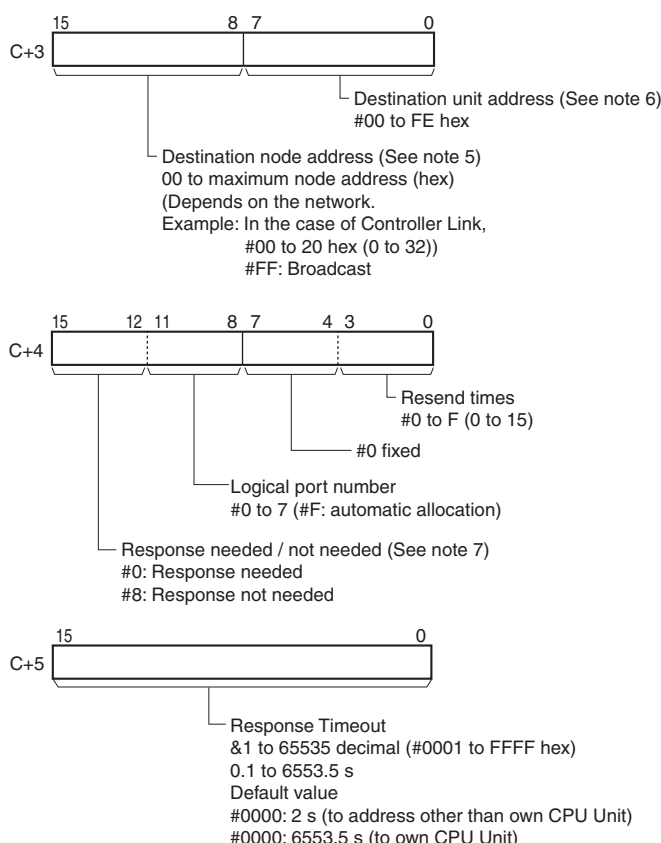 15 8 7 0
C+3
Destination unit address (See note 6)
#00 to FE hex
Destination node address (See note 5)
00 to maximum node address (hex)
(Depends on the network.
Example: In the case of Controller Link,
#00 to 20 hex (0 to 32))
#FF: Broadcast
15 12 11 8 7 4 3 0
C+4
Resend times
#0 to F (0 to 15)
#0 fixed
Logical port number
#0 to 7 (#F: automatic allocation)
Response needed / not needed (See note 7)
#0: Response needed
#8: Response not needed
15 0
C+5
Response Timeout
&1 to 65535 decimal (#0001 to FFFF hex)
0.1 to 6553.5 s
Default value
#0000: 2 s (to address other than own CPU Unit)
#0000: 6553.5 s (to own CPU Unit)